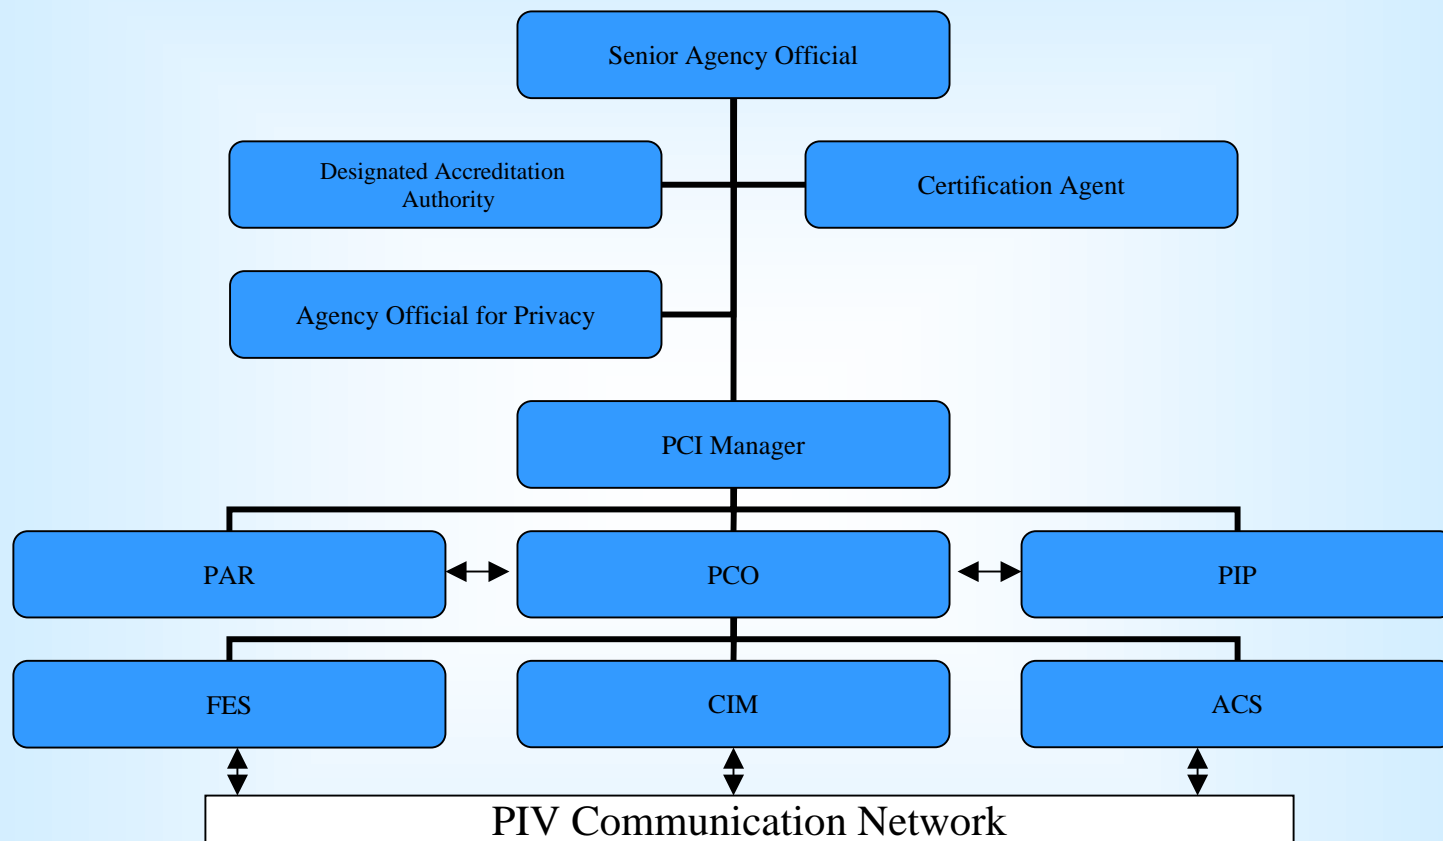 Senior Agency Official
Designated Accreditation
Authority
Certification Agent
Agency Official for Privacy
PCI Manager
PAR
PCO
PIP
FES
CIM
ACS
PIV Communication Network